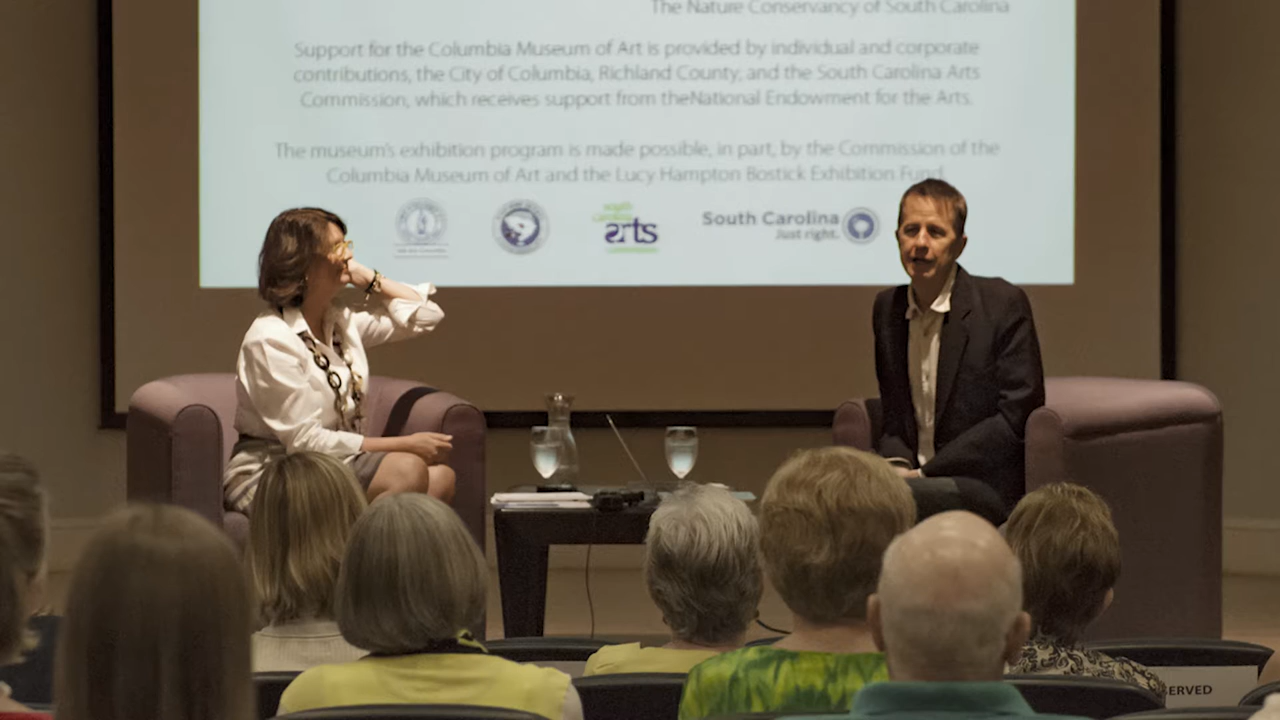 The Nature Conservancy of South Carolina
Support for the Columbia Museum of Art is provided by individual and corporate
contributions, the City of Columbia, Richland County, and the South Carolina Arts
Commission, which receives support from theNational Endowment for the Arts.
The museum's exhibition program is made possible, in part, by the Commission of the
Columbia Museum of Art and the Lucy Hampton Bostick Exhibition Fund.
south
carolina
arts
South Carolina
Just right.
ERVED